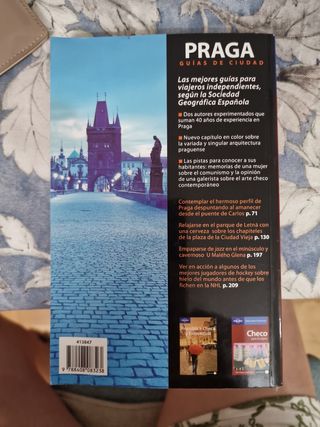 PRAGA
GUÍAS DE CIUDAD
Las mejores guías para
viajeros independientes,
según la Sociedad
Geográfica Española
■ Dos autores experimentados que
suman 40 años de experiencia en
Praga
■ Nuevo capítulo en color sobre
la variada y singular arquitectura
praguense
■ Las pistas para conocer a sus
habitantes: memorias de una mujer
sobre el comunismo y la opinión
de una galerista sobre el arte checo
contemporáneo
Contemplar el hermoso perfil de
Praga despuntando al amanecer
desde el puente de Carlos p. 71
Relajarse en el parque de Letná con
una cerveza sobre los chapiteles
de la plaza de la Ciudad Vieja p. 130
Empaparse de jazz en el minúsculo y
cavernoso U Malého Glena p. 197
Ver en acción a algunos de los
mejores jugadores de hockey sobre
hielo del mundo antes de que los
fichen en la NHL p. 209
413847
9788408083238
Checo